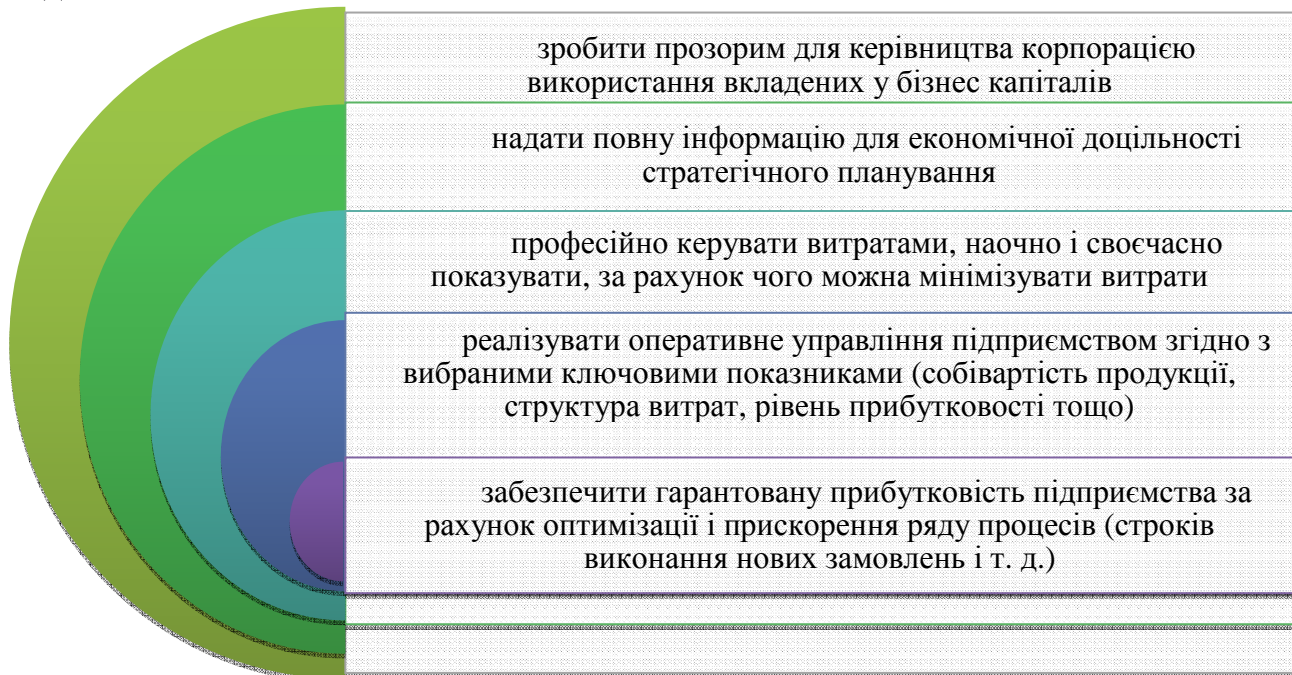 зробити прозорим для керівництва корпорацією
використання вкладених у бізнес капіталів
надати повну інформацію для економічної доцільності
стратегічного планування
професійно керувати витратами, наочно і своєчасно
показувати, за рахунок чого можна мінімізувати витрати
реалізувати оперативне управління підприємством згідно з
вибраними ключовими показниками (собівартість продукції,
структура витрат, рівень прибутковості тощо)
забезпечити гарантовану прибутковість підприємства за
рахунок оптимізації і прискорення ряду процесів (строків
виконання нових замовлень і т. д.)